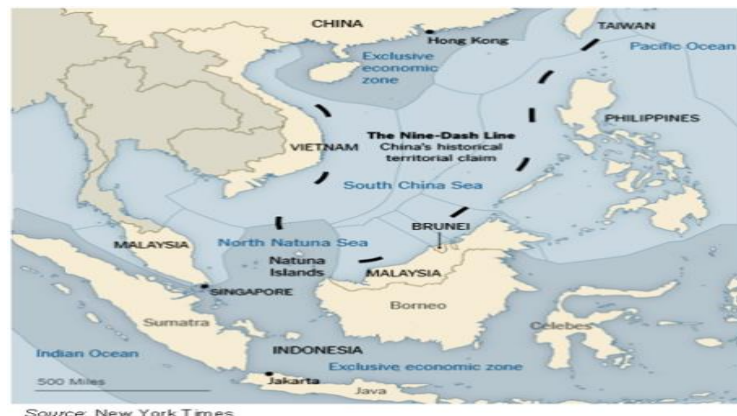 CHINA
TAIWAN
Hong Kong
Pacific Ocean
Exclusive
economic
zone
PHILIPPINES
The Nine-Dash Line
China's historical
territorial claim
VIETNAM
South China Sea
BRUNEI
MALAYSIA
North Natuna Sea
Natuna
Islands
MALAYSIA
SINGAPORE
Borneo
Sumatra
Celebes
INDONESIA
Indian Ocean
Exclusive economic zone
500 Miles
Jakarta
Java
Source: New York Times